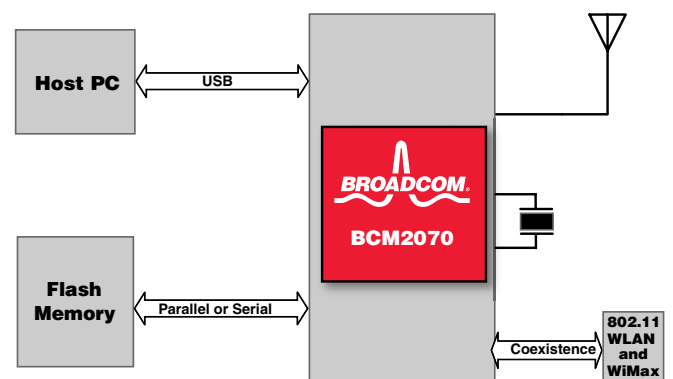 Host PC
USB
BROADCOM®
BCM2070
Flash
Memory
Parallel or Serial
Coexistence
802.11
WLAN
and
WiMax